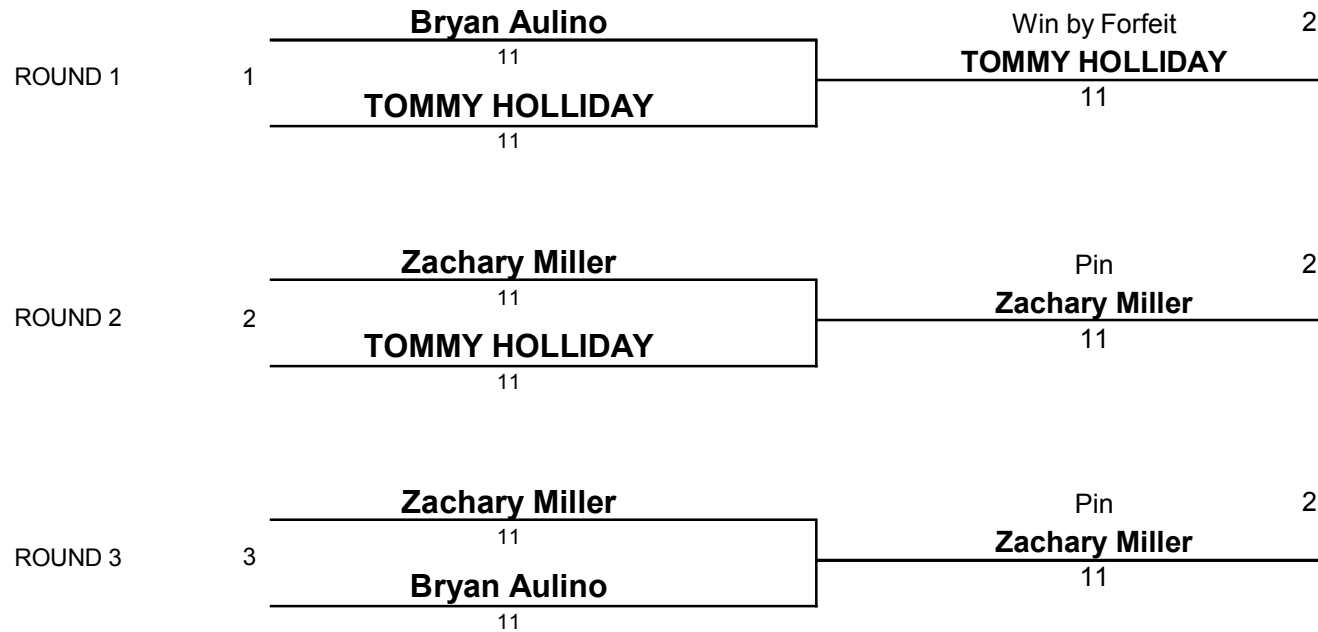 Bryan Aulino Win by Forfeit 2
11 TOMMY HOLLIDAY
ROUND 1 1
TOMMY HOLLIDAY 11
11
Zachary Miller Pin 2
11 Zachary Miller
ROUND 2 2
TOMMY HOLLIDAY 11
11
Zachary Miller Pin 2
11 Zachary Miller
ROUND 3 3
Bryan Aulino 11
11